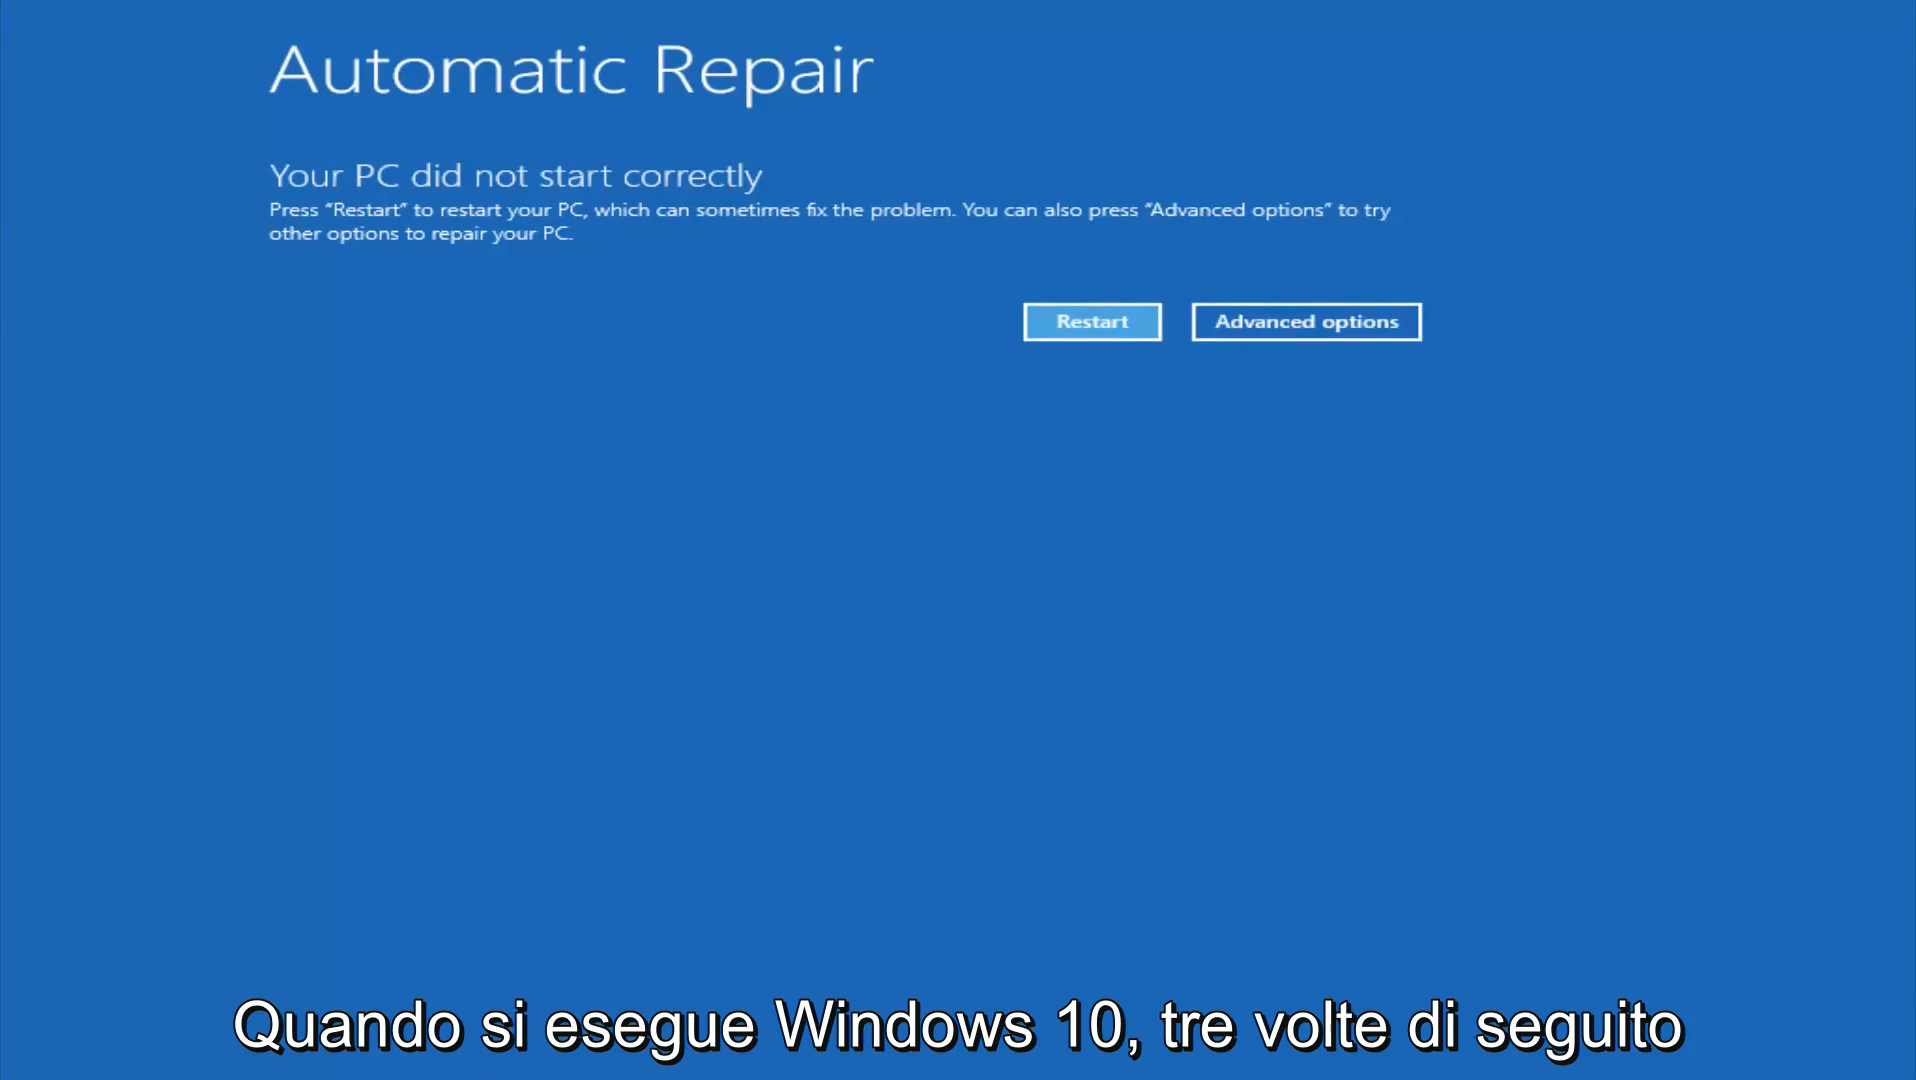 Automatic Repair
Your PC did not start correctly
Press “Restart” to restart your PC, which can sometimes fix the problem. You can also press “Advanced options” to try
other options to repair your PC.
Restart
Advanced options
Quando si esegue Windows 10, tre volte di seguito